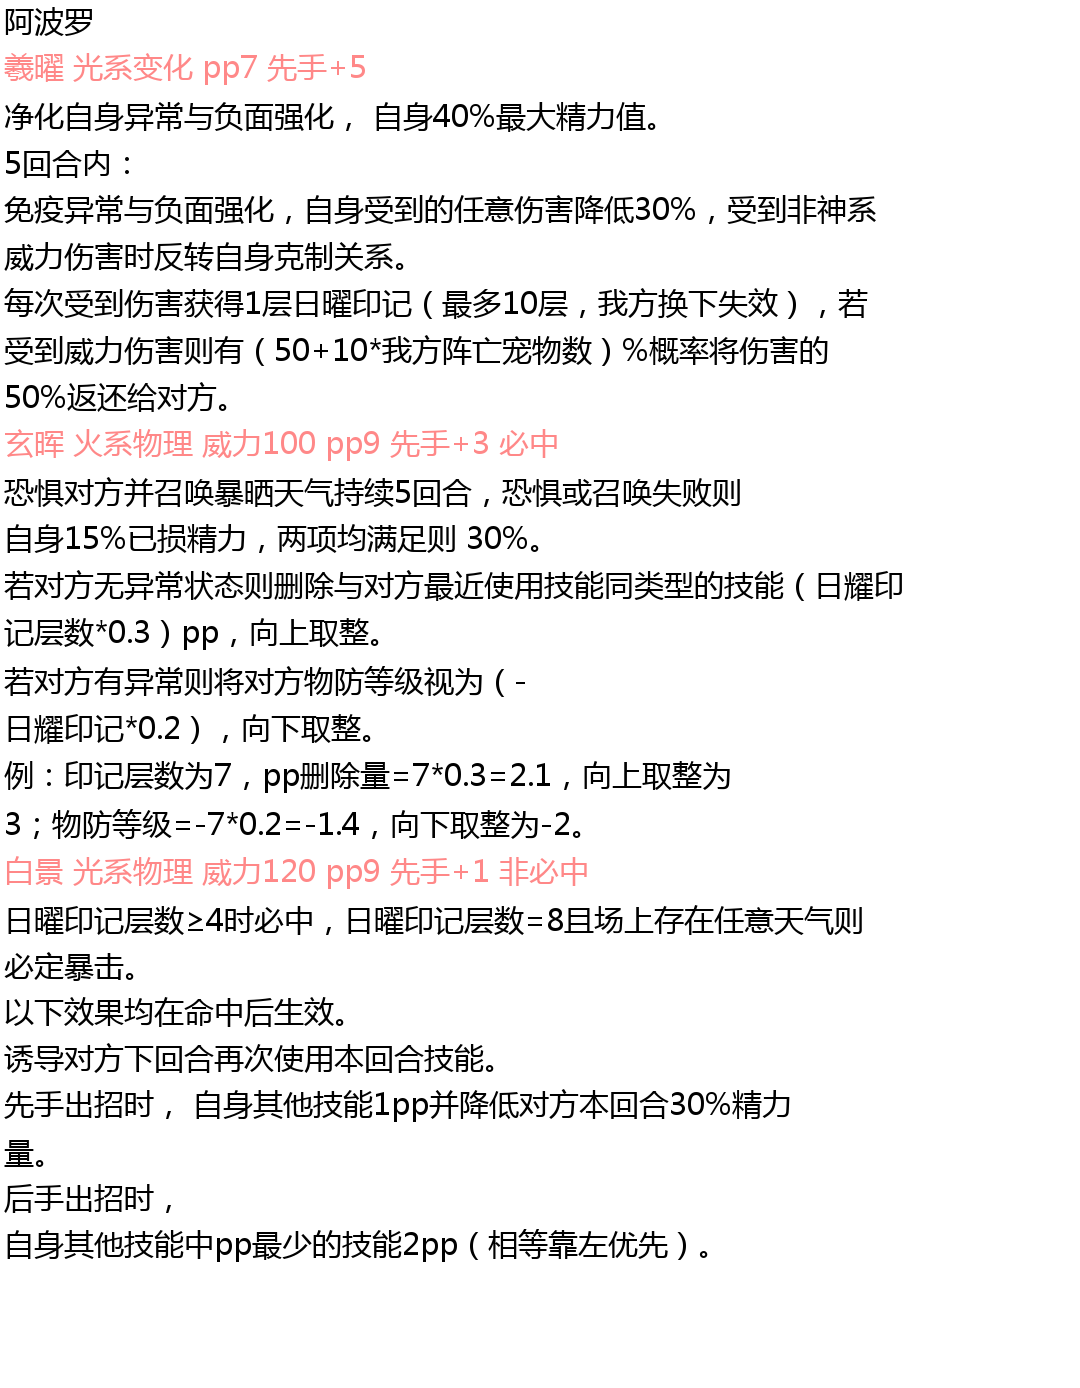 阿波罗
羲曜 光系变化 pp7 先手+5
净化自身异常与负面强化， 自身40%最大精力值。
5回合内：
免疫异常与负面强化，自身受到的任意伤害降低30%，受到非神系
威力伤害时反转自身克制关系。
每次受到伤害获得1层日曜印记（最多10层，我方换下失效），若
受到威力伤害则有（50+10*我方阵亡宠物数）%概率将伤害的
50%返还给对方。
玄晖 火系物理 威力100 pp9 先手+3 必中
恐惧对方并召唤暴晒天气持续5回合，恐惧或召唤失败则
自身15%已损精力，两项均满足则 30%。
若对方无异常状态则删除与对方最近使用技能同类型的技能（日耀印
记层数*0.3）pp，向上取整。
若对方有异常则将对方物防等级视为（-
日耀印记*0.2），向下取整。
例：印记层数为7，pp删除量=7*0.3=2.1，向上取整为
3；物防等级=-7*0.2=-1.4，向下取整为-2。
白景 光系物理 威力120 pp9 先手+1 非必中
日曜印记层数≥4时必中，日曜印记层数=8且场上存在任意天气则
必定暴击。
以下效果均在命中后生效。
诱导对方下回合再次使用本回合技能。
先手出招时， 自身其他技能1pp并降低对方本回合30%精力
量。
后手出招时，
自身其他技能中pp最少的技能2pp（相等靠左优先）。